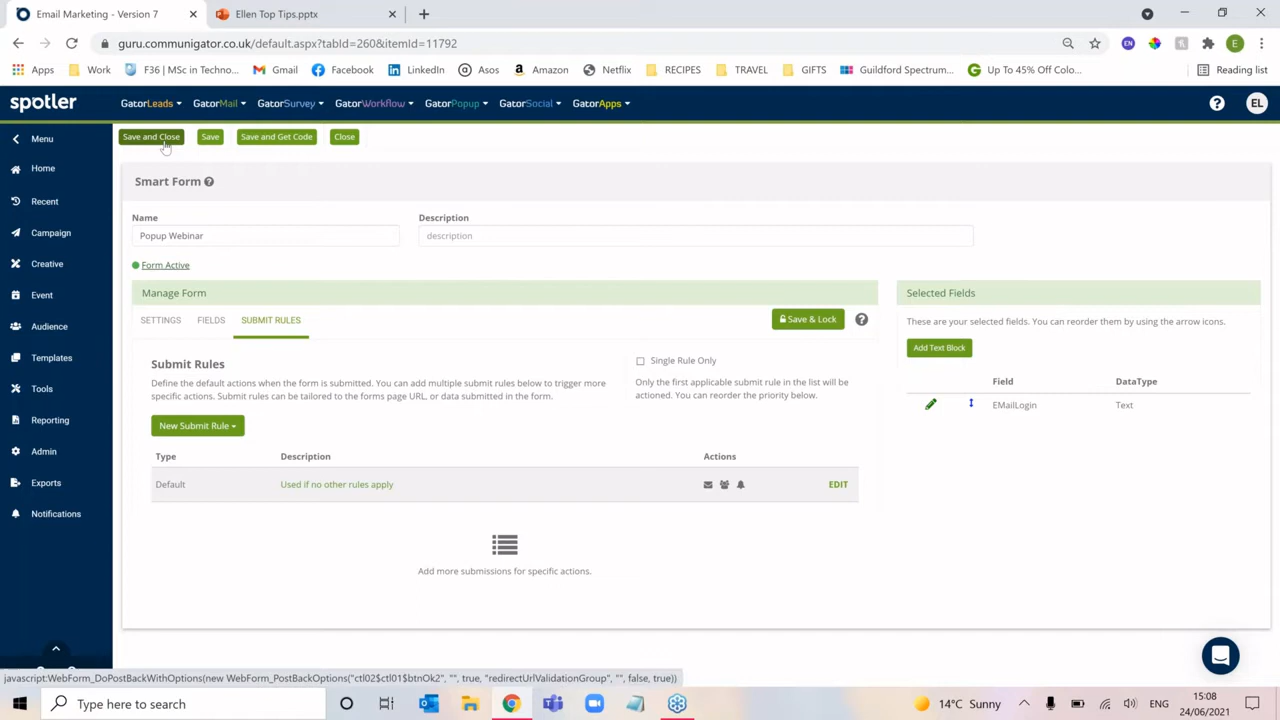 Email Marketing - Version 7
Ellen Top Tips.pptx
guru.communigator.co.uk/default.aspx?tabId=260&itemId=11792
E
Apps Work F36 | MSc in Techno... Gmail Facebook LinkedIn Asos Amazon Netflix RECIPES TRAVEL GIFTS Guildford Spectrum... Up To 45% Off Colo... Reading list
spotler GatorLeads GatorMail GatorSurvey GatorWorkflow GatorPopup GatorSocial GatorApps EL
Menu
Home
Recent
Campaign
Creative
Event
Audience
Templates
Tools
Reporting
Admin
Exports
Notifications
Save and Close Save Save and Get Code Close
Smart Form
Name Description
Popup Webinar description
Form Active
Manage Form
SETTINGS FIELDS SUBMIT RULES Save & Lock
Submit Rules
Define the default actions when the form is submitted. You can add multiple submit rules below to trigger more
specific actions. Submit rules can be tailored to the forms page URL, or data submitted in the form.
Single Rule Only
Only the first applicable submit rule in the list will be
actioned. You can reorder the priority below.
New Submit Rule
Type Description Actions
Default Used if no other rules apply EDIT
Add more submissions for specific actions.
Selected Fields
These are your selected fields. You can reorder them by using the arrow icons.
Add Text Block
Field DataType
EMailLogin Text
javascript:WebForm_DoPostBackWithOptions(new WebForm_PostBackOptions("ctl02$ctl01$btnOk2", "", true, "redirectUrlValidationGroup", "", false, true))
Type here to search
14°C Sunny
ENG
15:08
24/06/2021